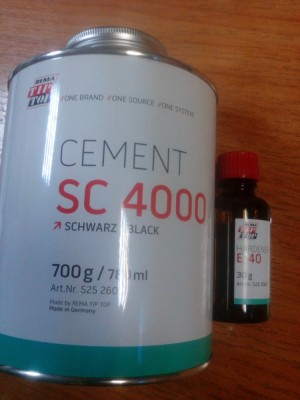 REMA
TIP
TOP
//ONE BRAND //ONE SOURCE //ONE SYSTEM
CEMENT
SC 4000
SCHWARZ BLACK
700 g / 780 ml
Art.Nr. 525 260
Made by REMA TIP TOP
Made in Germany
TIP
TOP
HARDENER
E-40
30 g